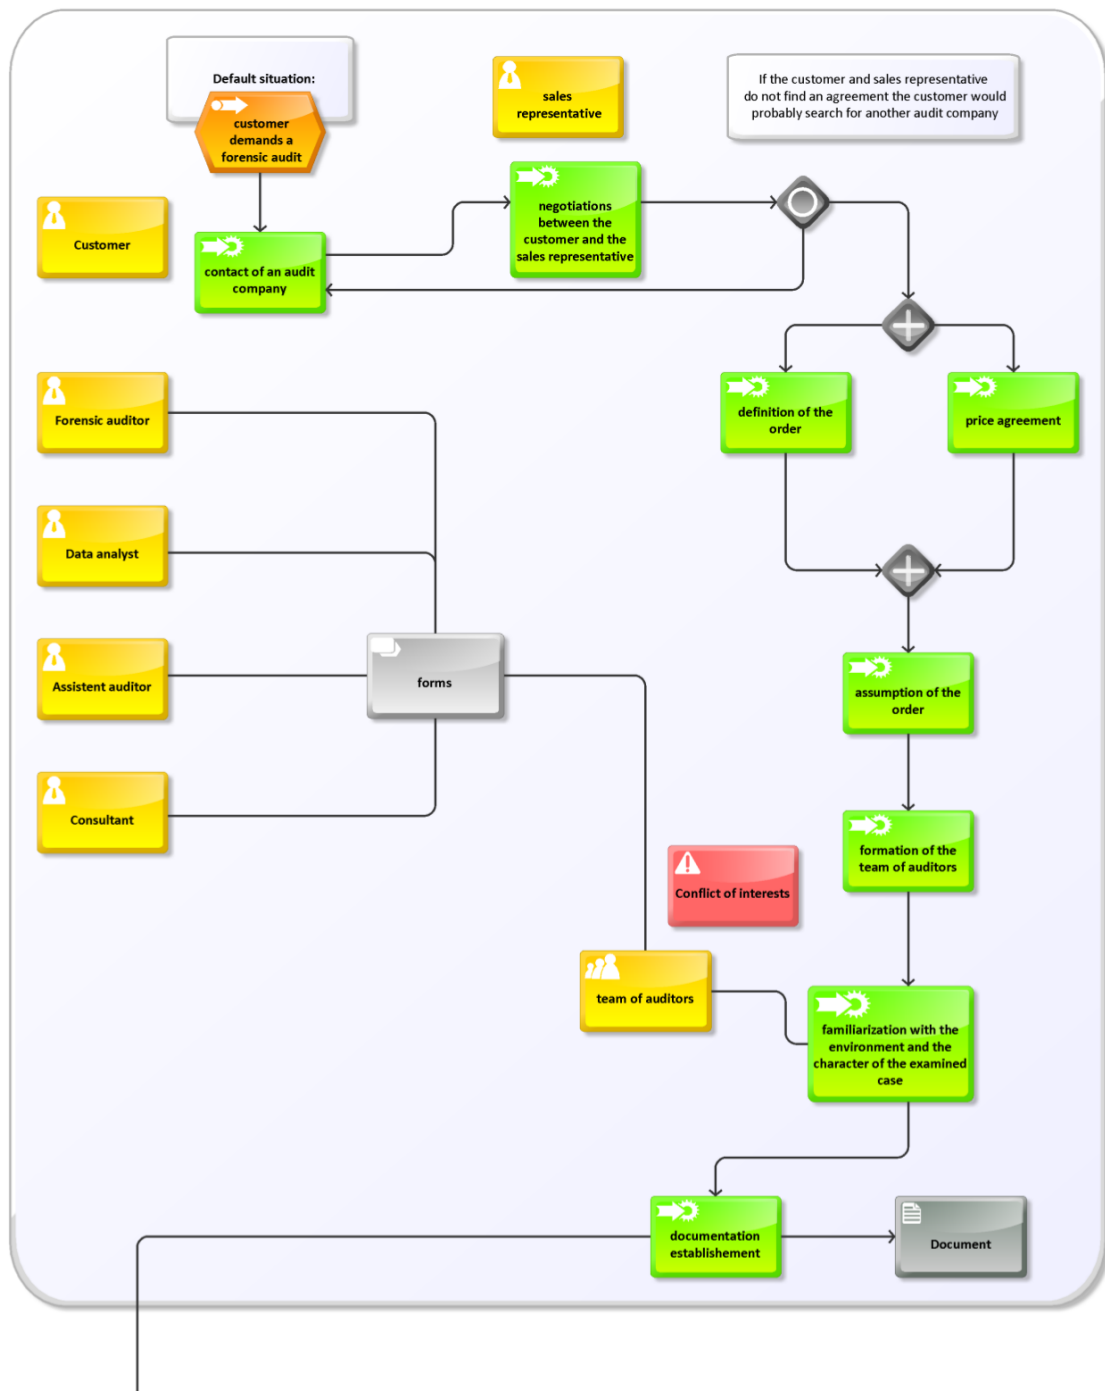 Default situation:
customer
demands a
forensic audit
sales
representative
If the customer and sales representative
do not find an agreement the customer would
probably search for another audit company
Customer
contact of an audit
company
negotiations
between the
customer and the
sales representative
Forensic auditor
definition of the
order
price agreement
Data analyst
Assistent auditor
forms
assumption of the
order
Consultant
formation of the
team of auditors
Conflict of interests
team of auditors
familiarization with the
environment and the
character of the examined
case
documentation
establishement
Document